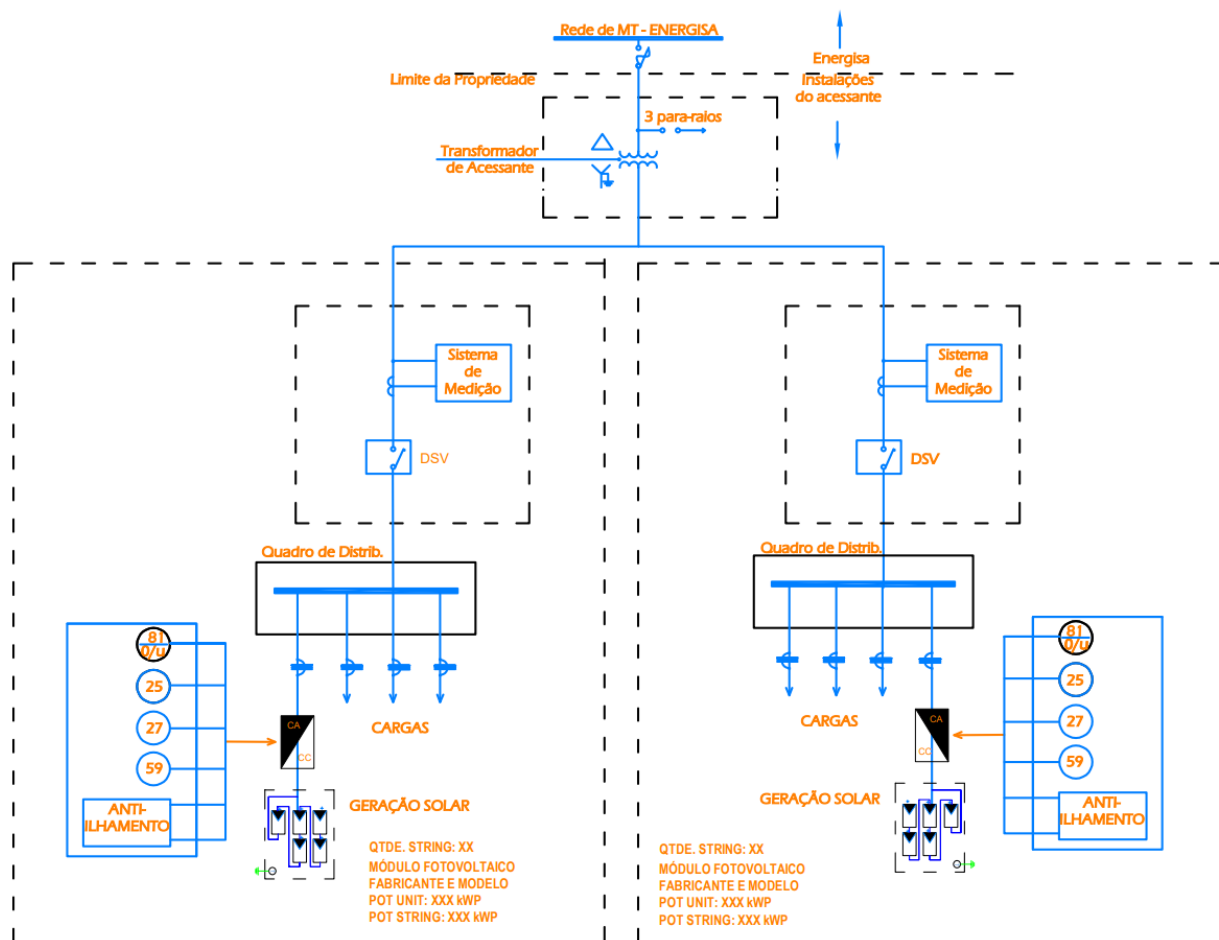 Rede de MT - ENERGISA
Energisa
Limite da Propriedade
Instalações
do acessante
3 para-raios
Transformador
de Acessante
Sistema
de
Medição
DSV
Quadro de Distrib.
81
0/u
25
27
59
ANTI-
ILHAMENTO
CA
CC
CARGAS
GERAÇÃO SOLAR
QTDE. STRING: XX
MÓDULO FOTOVOLTAICO
FABRICANTE E MODELO
POT UNIT: XXX kWP
POT STRING: XXX kWP
Sistema
de
Medição
DSV
Quadro de Distrib.
CARGAS
CA
CC
81
0/u
25
27
59
ANTI-
ILHAMENTO
GERAÇÃO SOLAR
QTDE. STRING: XX
MÓDULO FOTOVOLTAICO
FABRICANTE E MODELO
POT UNIT: XXX kWP
POT STRING: XXX kWP